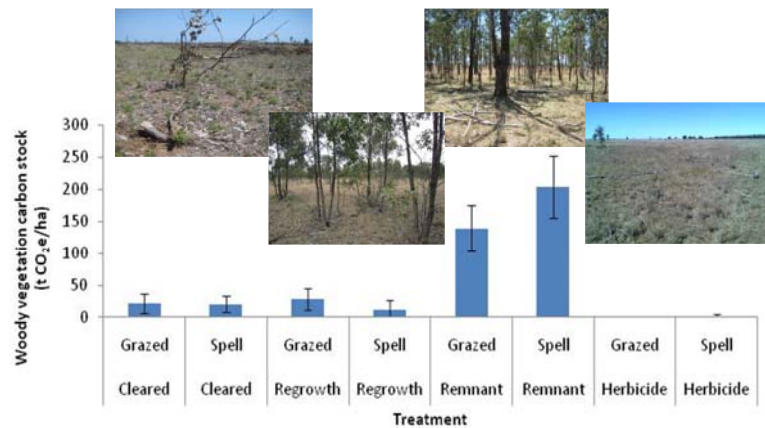 Woody vegetation carbon stock
(t CO₂e/ha)
300
250
200
150
100
50
0
Grazed Spell Grazed Spell Grazed Spell Grazed Spell
Cleared Cleared Regrowth Regrowth Remnant Remnant Herbicide Herbicide
Treatment